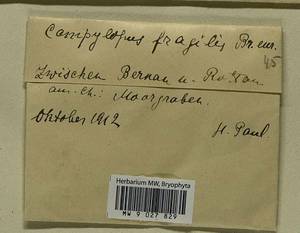 Campylopus fragilis Br. eur.
45
Zwischen Bernau u.
am Ch.: Moorgraben.
Oktober 1912
H. Paul.
Herbarium MW, Bryophyta
MW 9 027 829